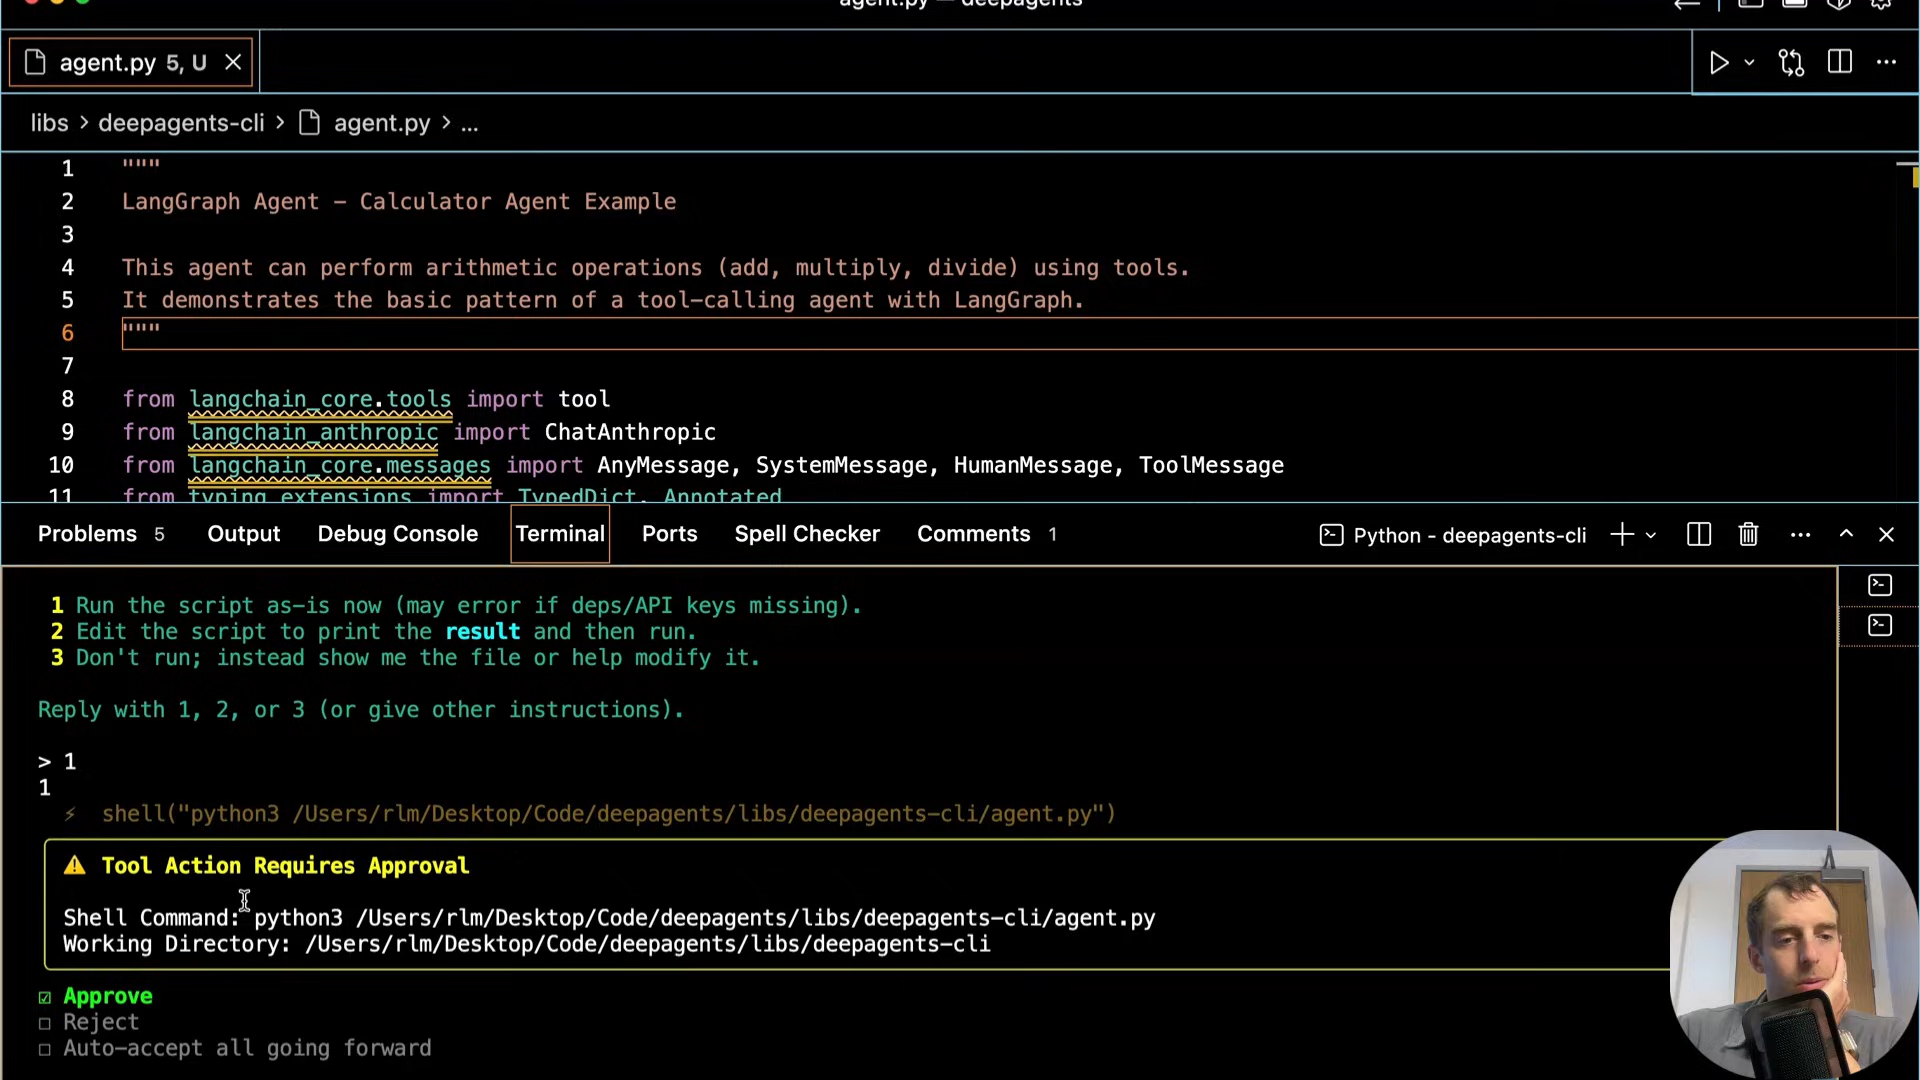 agent.py — deepagents
agent.py 5, U
libs > deepagents-cli > agent.py > ...
1 """
2 LangGraph Agent - Calculator Agent Example
3
4 This agent can perform arithmetic operations (add, multiply, divide) using tools.
5 It demonstrates the basic pattern of a tool-calling agent with LangGraph.
6 """
7
8 from langchain_core.tools import tool
9 from langchain_anthropic import ChatAnthropic
10 from langchain_core.messages import AnyMessage, SystemMessage, HumanMessage, ToolMessage
11 from typing_extensions import TypedDict, Annotated
Problems 5 Output Debug Console Terminal Ports Spell Checker Comments 1 Python - deepagents-cli
1 Run the script as-is now (may error if deps/API keys missing).
2 Edit the script to print the result and then run.
3 Don't run; instead show me the file or help modify it.
Reply with 1, 2, or 3 (or give other instructions).
> 1
1
⚡ shell("python3 /Users/rlm/Desktop/Code/deepagents/libs/deepagents-cli/agent.py")
⚠ Tool Action Requires Approval
Shell Command: python3 /Users/rlm/Desktop/Code/deepagents/libs/deepagents-cli/agent.py
Working Directory: /Users/rlm/Desktop/Code/deepagents/libs/deepagents-cli
☑ Approve
☐ Reject
☐ Auto-accept all going forward